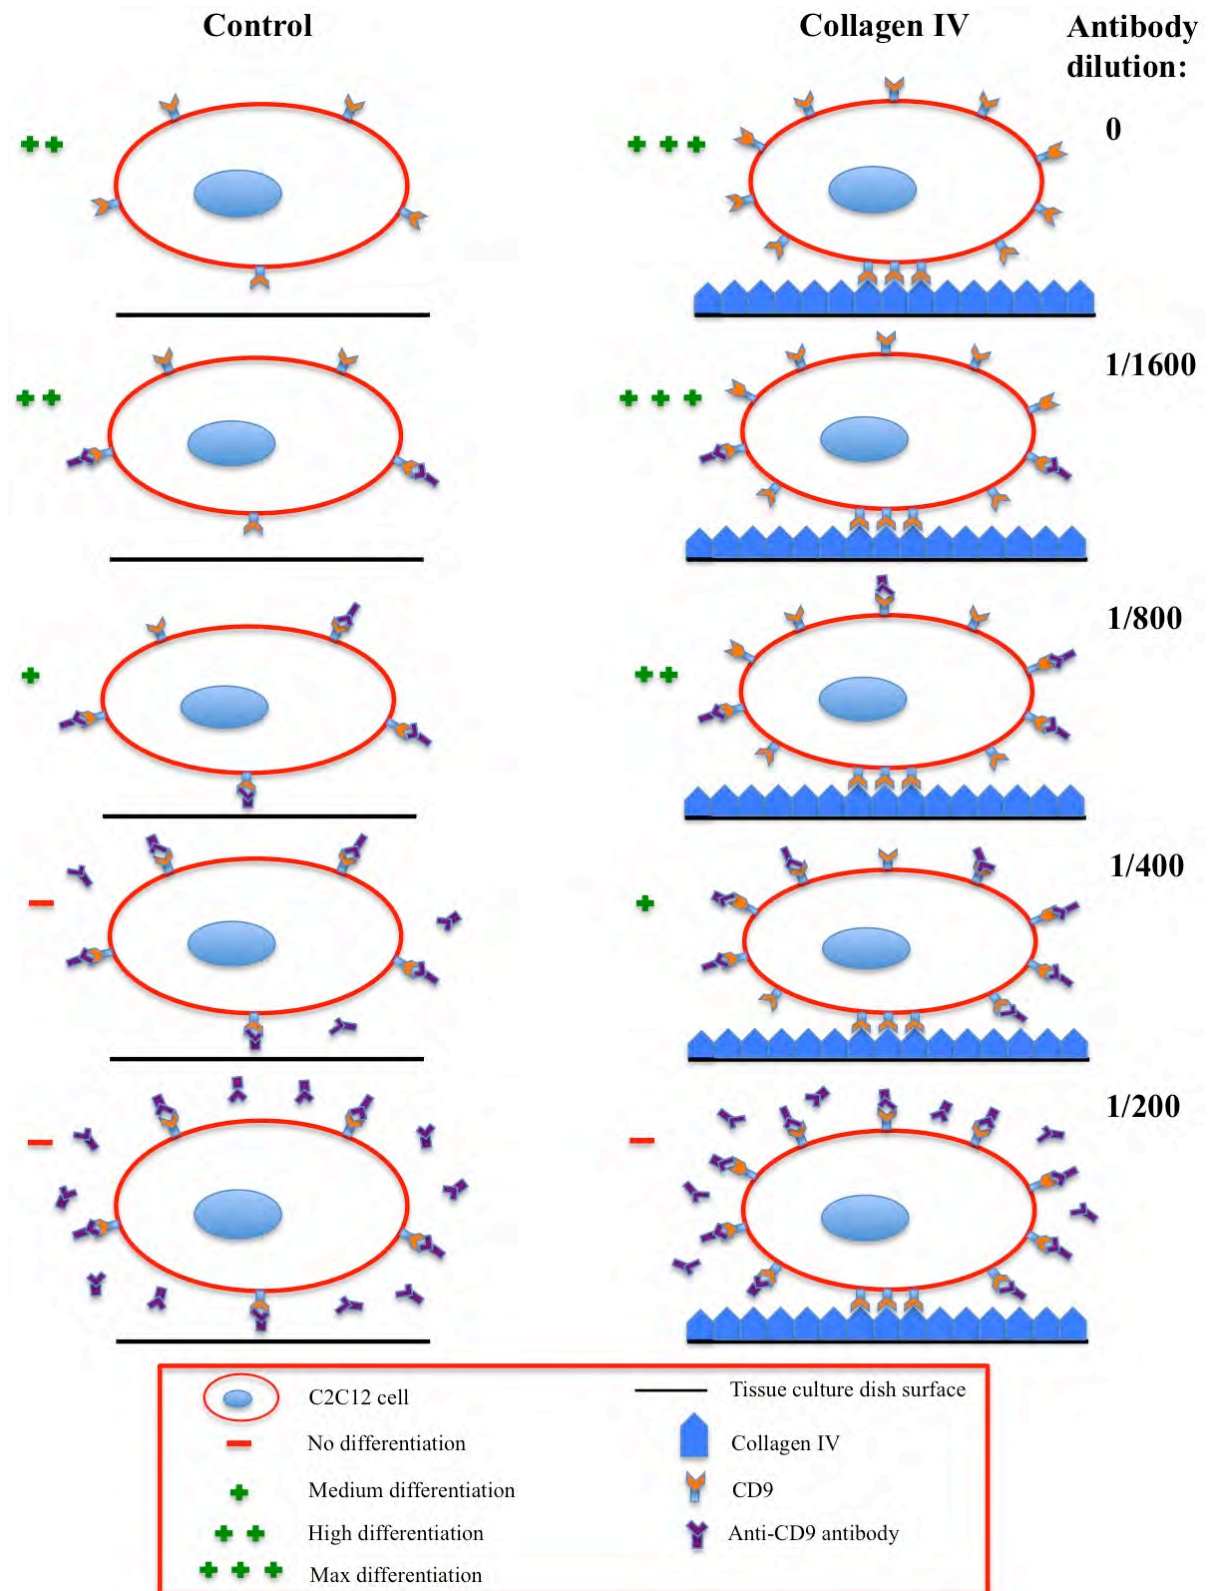 Control
Collagen IV
Antibody
dilution:
0
1/1600
1/800
1/400
1/200
C2C12 cell
No differentiation
Medium differentiation
High differentiation
Max differentiation
Tissue culture dish surface
Collagen IV
CD9
Anti-CD9 antibody